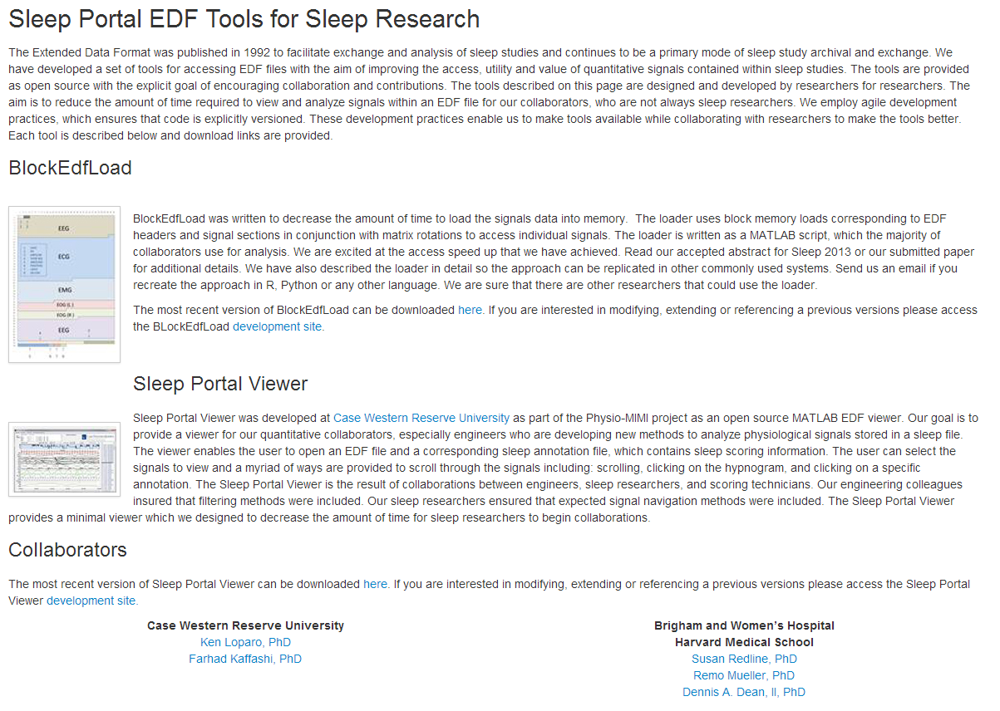 Sleep Portal EDF Tools for Sleep Research
The Extended Data Format was published in 1992 to facilitate exchange and analysis of sleep studies and continues to be a primary mode of sleep study archival and exchange. We
have developed a set of tools for accessing EDF files with the aim of improving the access, utility and value of quantitative signals contained within sleep studies. The tools are provided
as open source with the explicit goal of encouraging collaboration and contributions. The tools described on this page are designed and developed by researchers for researchers. The
aim is to reduce the amount of time required to view and analyze signals within an EDF file for our collaborators, who are not always sleep researchers. We employ agile development
practices, which ensures that code is explicitly versioned. These development practices enable us to make tools available while collaborating with researchers to make the tools better.
Each tool is described below and download links are provided.
BlockEdfLoad
EEG
ECG
EMG
EOG (L)
EOG (R)
EEG
BlockEdfLoad was written to decrease the amount of time to load the signals data into memory. The loader uses block memory loads corresponding to EDF
headers and signal sections in conjunction with matrix rotations to access individual signals. The loader is written as a MATLAB script, which the majority of
collaborators use for analysis. We are excited at the access speed up that we have achieved. Read our accepted abstract for Sleep 2013 or our submitted paper
for additional details. We have also described the loader in detail so the approach can be replicated in other commonly used systems. Send us an email if you
recreate the approach in R, Python or any other language. We are sure that there are other researchers that could use the loader.
The most recent version of BlockEdfLoad can be downloaded here. If you are interested in modifying, extending or referencing a previous versions please access
the BLockEdfLoad development site.
Sleep Portal Viewer
Sleep Portal Viewer was developed at Case Western Reserve University as part of the Physio-MIMI project as an open source MATLAB EDF viewer. Our goal is to
provide a viewer for our quantitative collaborators, especially engineers who are developing new methods to analyze physiological signals stored in a sleep file.
The viewer enables the user to open an EDF file and a corresponding sleep annotation file, which contains sleep scoring information. The user can select the
signals to view and a myriad of ways are provided to scroll through the signals including: scrolling, clicking on the hypnogram, and clicking on a specific
annotation. The Sleep Portal Viewer is the result of collaborations between engineers, sleep researchers, and scoring technicians. Our engineering colleagues
insured that filtering methods were included. Our sleep researchers ensured that expected signal navigation methods were included. The Sleep Portal Viewer
provides a minimal viewer which we designed to decrease the amount of time for sleep researchers to begin collaborations.
Collaborators
The most recent version of Sleep Portal Viewer can be downloaded here. If you are interested in modifying, extending or referencing a previous versions please access the Sleep Portal
Viewer development site.
Case Western Reserve University
Ken Loparo, PhD
Farhad Kaffashi, PhD
Brigham and Women's Hospital
Harvard Medical School
Susan Redline, PhD
Remo Mueller, PhD
Dennis A. Dean, II, PhD